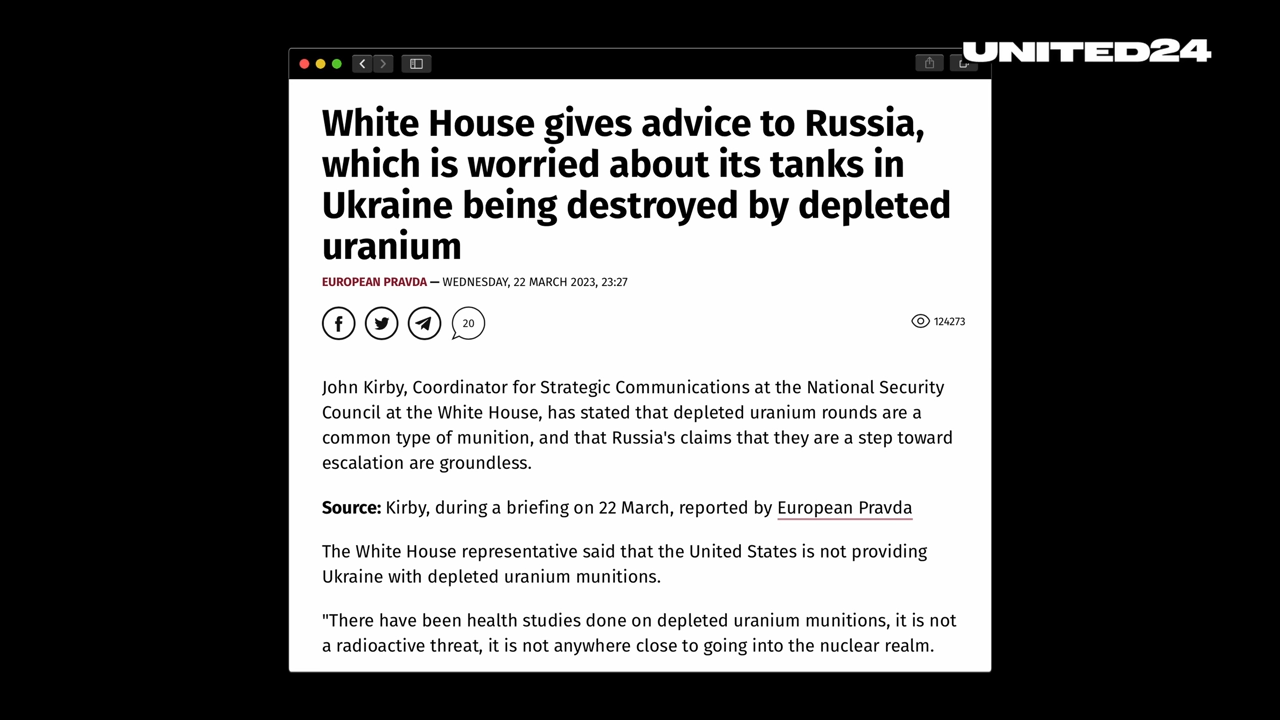 UNITED24
White House gives advice to Russia,
which is worried about its tanks in
Ukraine being destroyed by depleted
uranium
EUROPEAN PRAVDA — WEDNESDAY, 22 MARCH 2023, 23:27
20
124273
John Kirby, Coordinator for Strategic Communications at the National Security
Council at the White House, has stated that depleted uranium rounds are a
common type of munition, and that Russia's claims that they are a step toward
escalation are groundless.
Source: Kirby, during a briefing on 22 March, reported by European Pravda
The White House representative said that the United States is not providing
Ukraine with depleted uranium munitions.
"There have been health studies done on depleted uranium munitions, it is not
a radioactive threat, it is not anywhere close to going into the nuclear realm.